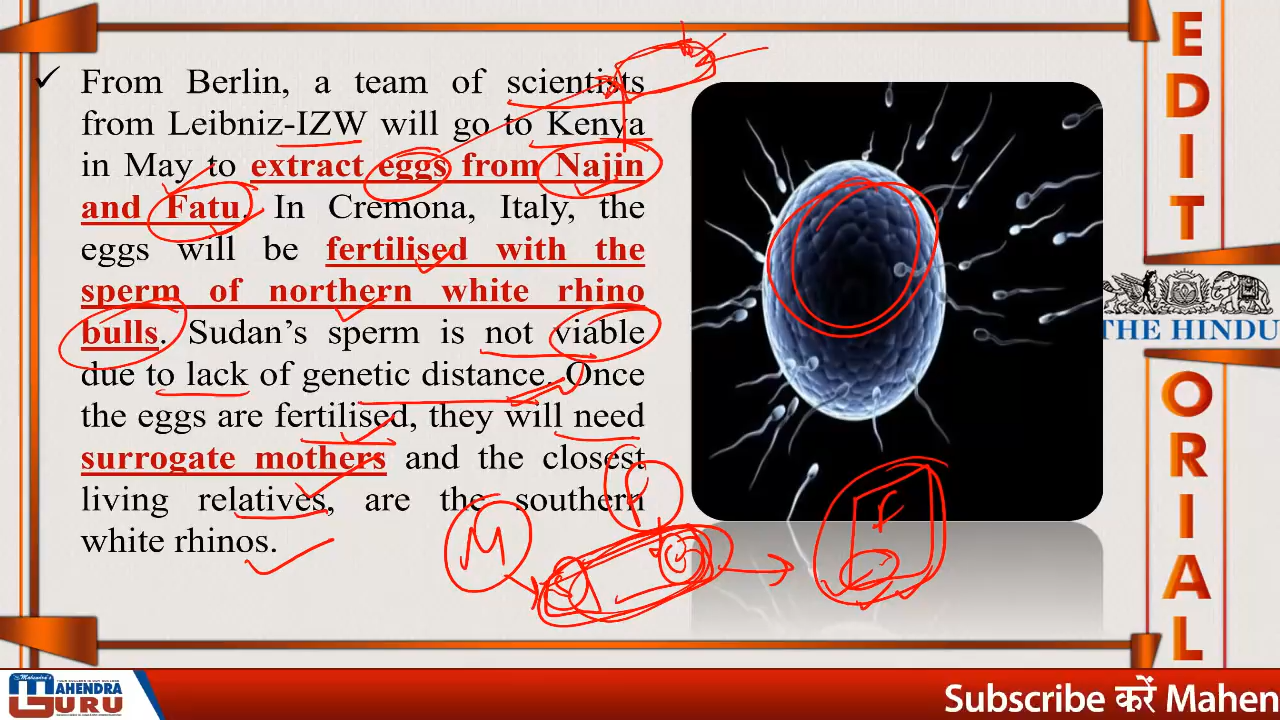 From Berlin, a team of scientists
from Leibniz-IZW will go to Kenya
in May to extract eggs from Najin
and Fatu. In Cremona, Italy, the
eggs will be fertilised with the
sperm of northern white rhino
bulls. Sudan's sperm is not viable
due to lack of genetic distance. Once
the eggs are fertilised, they will need
surrogate mothers and the closest
living relatives, are the southern
white rhinos.
M
F
F
EDITORIAL
THE HINDU
Mahendra's
MAHENDRA
GURU
Subscribe करें Mahen